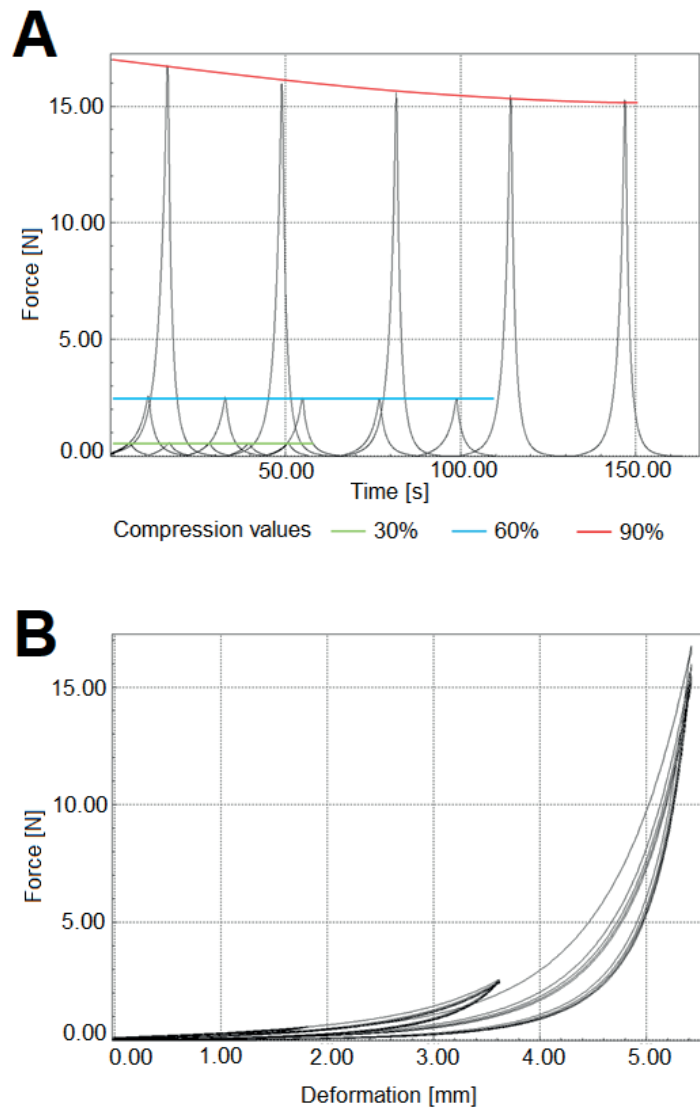 A
15.00
10.00
Force [N]
5.00
0.00
50.00 100.00 150.00
Time [s]
Compression values 30% 60% 90%
B
15.00
10.00
Force [N]
5.00
0.00
0.00 1.00 2.00 3.00 4.00 5.00
Deformation [mm]